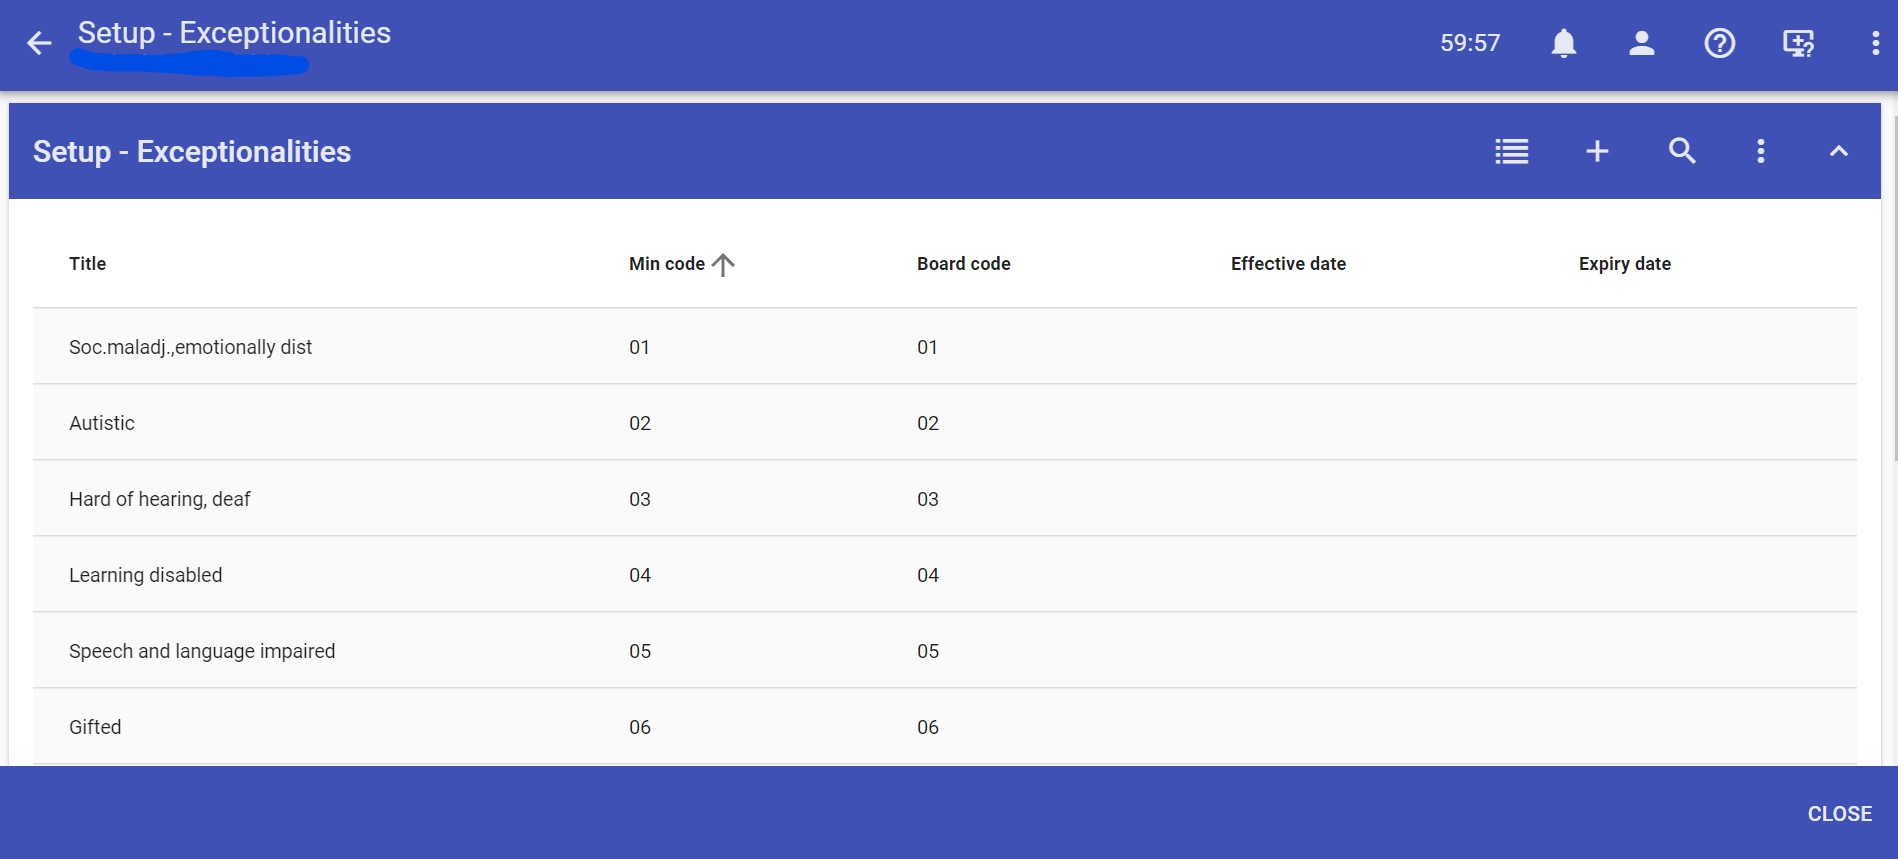 Setup - Exceptionalities
59:57
Setup - Exceptionalities
Title Min code Board code Effective date Expiry date
Soc.maladj.,emotionally dist 01 01
Autistic 02 02
Hard of hearing, deaf 03 03
Learning disabled 04 04
Speech and language impaired 05 05
Gifted 06 06
CLOSE